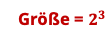 Größe = 2³